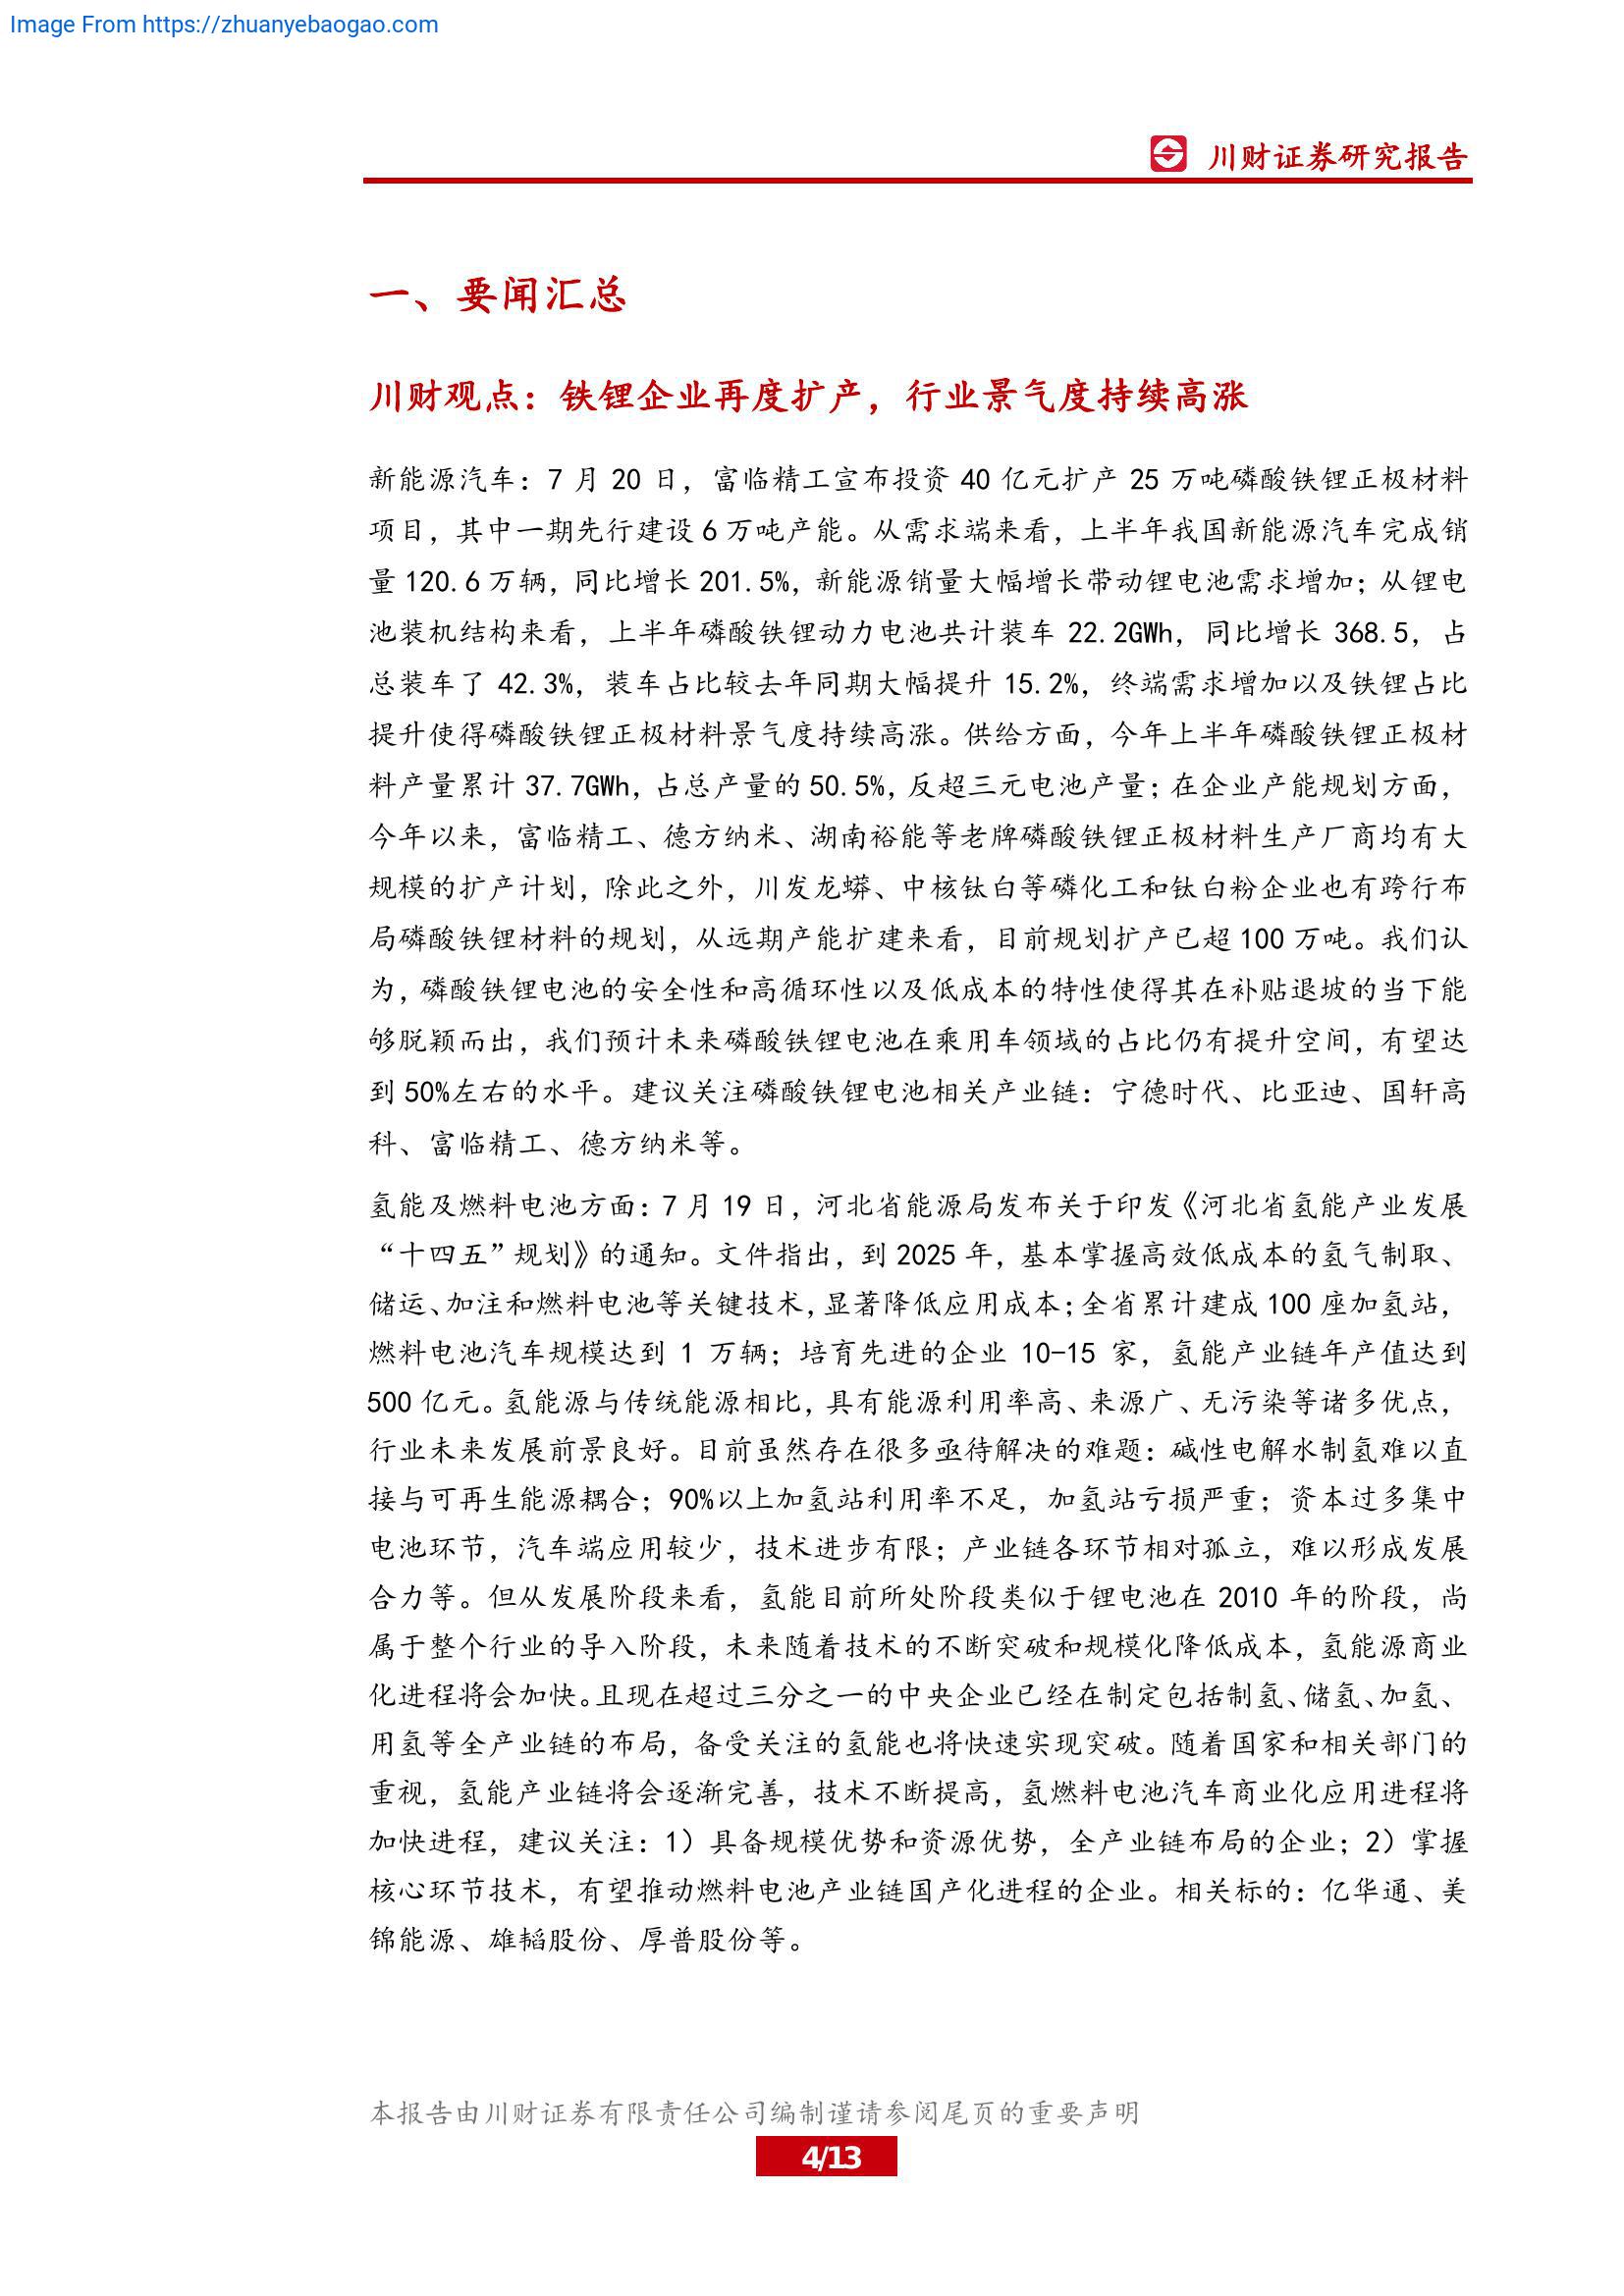 Image From https://zhuanyebaogao.com
川财证券研究报告
一、要闻汇总
川财观点：铁锂企业再度扩产，行业景气度持续高涨
新能源汽车：7 月 20 日，富临精工宣布投资 40 亿元扩产 25 万吨磷酸铁锂正极材料
项目，其中一期先行建设 6 万吨产能。从需求端来看，上半年我国新能源汽车完成销
量 120.6 万辆，同比增长 201.5%，新能源销量大幅增长带动锂电池需求增加；从锂电
池装机结构来看，上半年磷酸铁锂动力电池共计装车 22.2GWh，同比增长 368.5，占
总装车了 42.3%，装车占比较去年同期大幅提升 15.2%，终端需求增加以及铁锂占比
提升使得磷酸铁锂正极材料景气度持续高涨。供给方面，今年上半年磷酸铁锂正极材
料产量累计 37.7GWh，占总产量的 50.5%，反超三元电池产量；在企业产能规划方面，
今年以来，富临精工、德方纳米、湖南裕能等老牌磷酸铁锂正极材料生产厂商均有大
规模的扩产计划，除此之外，川发龙蟒、中核钛白等磷化工和钛白粉企业也有跨行布
局磷酸铁锂材料的规划，从远期产能扩建来看，目前规划扩产已超 100 万吨。我们认
为，磷酸铁锂电池的安全性和高循环性以及低成本的特性使得其在补贴退坡的当下能
够脱颖而出，我们预计未来磷酸铁锂电池在乘用车领域的占比仍有提升空间，有望达
到 50%左右的水平。建议关注磷酸铁锂电池相关产业链：宁德时代、比亚迪、国轩高
科、富临精工、德方纳米等。
氢能及燃料电池方面：7 月 19 日，河北省能源局发布关于印发《河北省氢能产业发展
“十四五”规划》的通知。文件指出，到 2025 年，基本掌握高效低成本的氢气制取、
储运、加注和燃料电池等关键技术，显著降低应用成本；全省累计建成 100 座加氢站，
燃料电池汽车规模达到 1 万辆；培育先进的企业 10-15 家，氢能产业链年产值达到
500 亿元。氢能源与传统能源相比，具有能源利用率高、来源广、无污染等诸多优点，
行业未来发展前景良好。目前虽然存在很多亟待解决的难题：碱性电解水制氢难以直
接与可再生能源耦合；90%以上加氢站利用率不足，加氢站亏损严重；资本过多集中
电池环节，汽车端应用较少，技术进步有限；产业链各环节相对孤立，难以形成发展
合力等。但从发展阶段来看，氢能目前所处阶段类似于锂电池在 2010 年的阶段，尚
属于整个行业的导入阶段，未来随着技术的不断突破和规模化降低成本，氢能源商业
化进程将会加快。且现在超过三分之一的中央企业已经在制定包括制氢、储氢、加氢、
用氢等全产业链的布局，备受关注的氢能也将快速实现突破。随着国家和相关部门的
重视，氢能产业链将会逐渐完善，技术不断提高，氢燃料电池汽车商业化应用进程将
加快进程，建议关注：1）具备规模优势和资源优势，全产业链布局的企业；2）掌握
核心环节技术，有望推动燃料电池产业链国产化进程的企业。相关标的：亿华通、美
锦能源、雄韬股份、厚普股份等。
本报告由川财证券有限责任公司编制谨请参阅尾页的重要声明
4/13